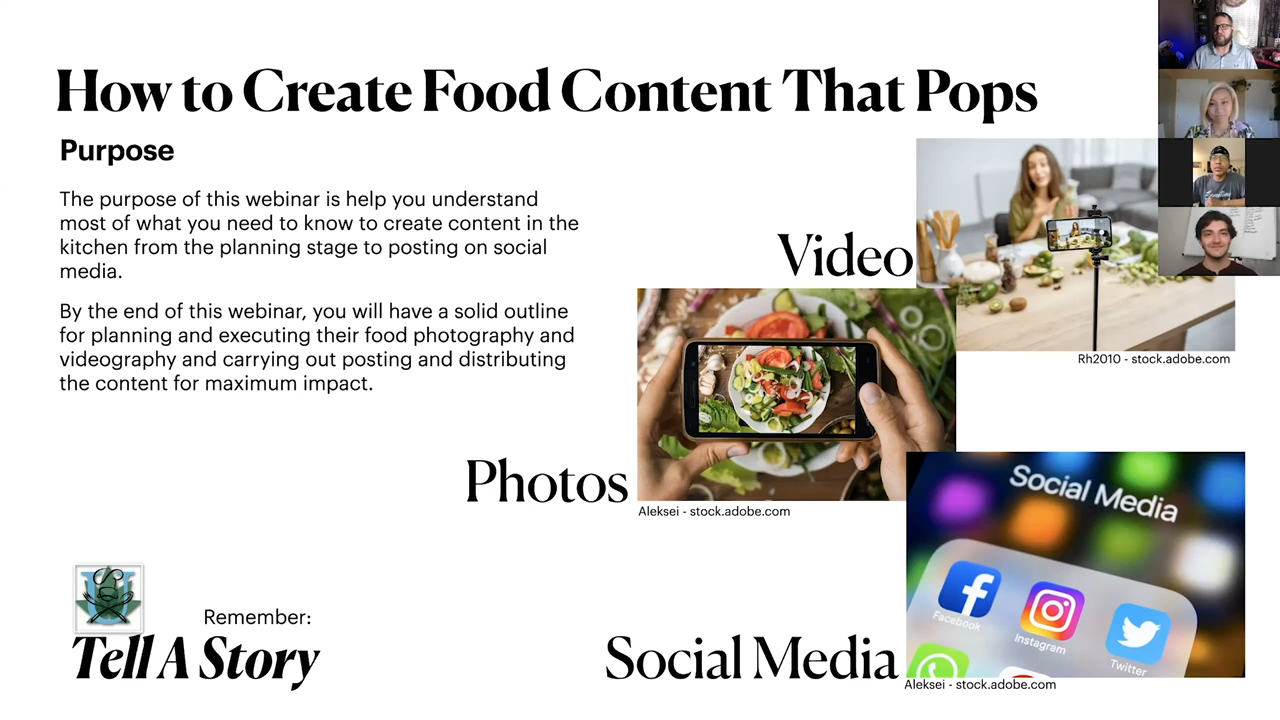 How to Create Food Content That Pops
Purpose
The purpose of this webinar is help you understand
most of what you need to know to create content in the
kitchen from the planning stage to posting on social
media.
By the end of this webinar, you will have a solid outline
for planning and executing their food photography and
videography and carrying out posting and distributing
the content for maximum impact.
Video
Rh2010 - stock.adobe.com
Photos
Aleksei - stock.adobe.com
Social Media
Facebook
Instagram
Twitter
Remember:
Tell A Story
Social Media
Aleksei - stock.adobe.com